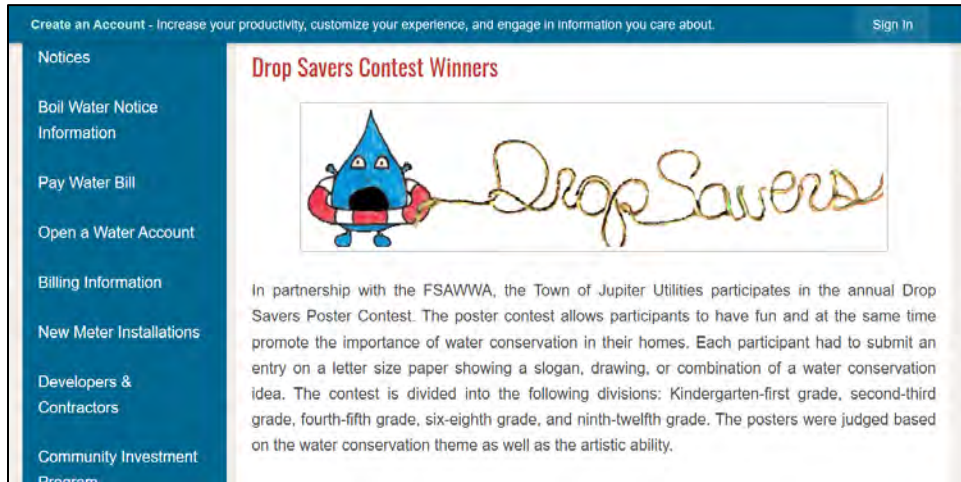 Create an Account - Increase your productivity, customize your experience, and engage in information you care about.
Sign In
Notices
Boil Water Notice
Information
Pay Water Bill
Open a Water Account
Billing Information
New Meter Installations
Developers &
Contractors
Community Investment
Program
Drop Savers Contest Winners
Drop Savers
In partnership with the FSAWWA, the Town of Jupiter Utilities participates in the annual Drop
Savers Poster Contest. The poster contest allows participants to have fun and at the same time
promote the importance of water conservation in their homes. Each participant had to submit an
entry on a letter size paper showing a slogan, drawing, or combination of a water conservation
idea. The contest is divided into the following divisions: Kindergarten-first grade, second-third
grade, fourth-fifth grade, six-eighth grade, and ninth-twelfth grade. The posters were judged based
on the water conservation theme as well as the artistic ability.